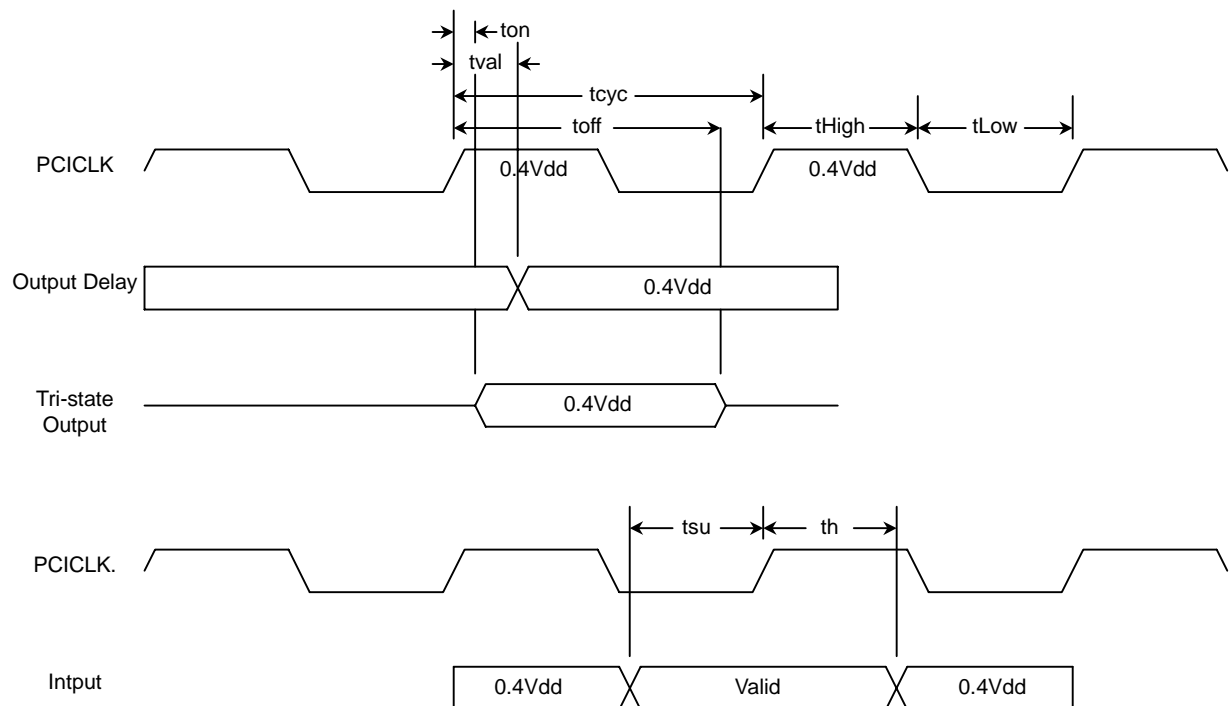 ton
tval
tcyc
toff
tHigh
tLow
PCICLK
0.4Vdd
0.4Vdd
Output Delay
0.4Vdd
Tri-state
Output
0.4Vdd
tsu
th
PCICLK.
Intput
0.4Vdd
Valid
0.4Vdd